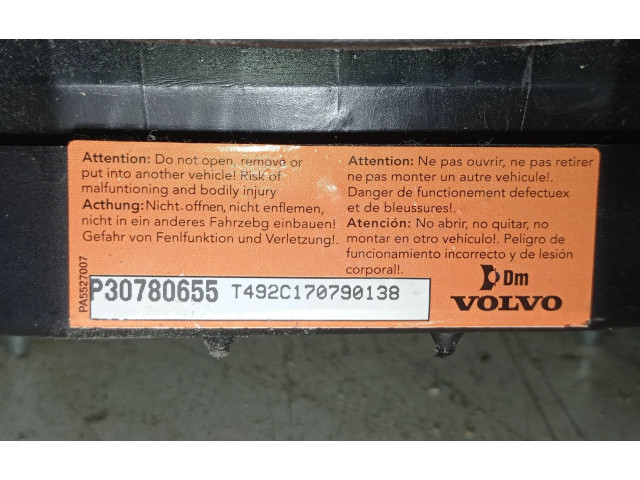 Attention: Do not open, remove or
put into another vehicle! Risk of
malfuntioning and bodily injury
Acthung: Nicht-offnen, nicht enflemen,
nicht in ein anderes Fahrzebg einbauen!
Gefahr von Fenlfunktion und Verletzung!.
Attention: Ne pas ouvrir, ne pas retirer
ne pas monter un autre vehicule!.
Danger de functionement defectuex
et de bleussures!.
Atención: No abrir, no quitar, no
montar en otro vehículo!. Peligro de
funcionamiento incorrecto y de lesión
corporal!.
PA5527007
P30780655 T492C170790138
Dm
VOLVO